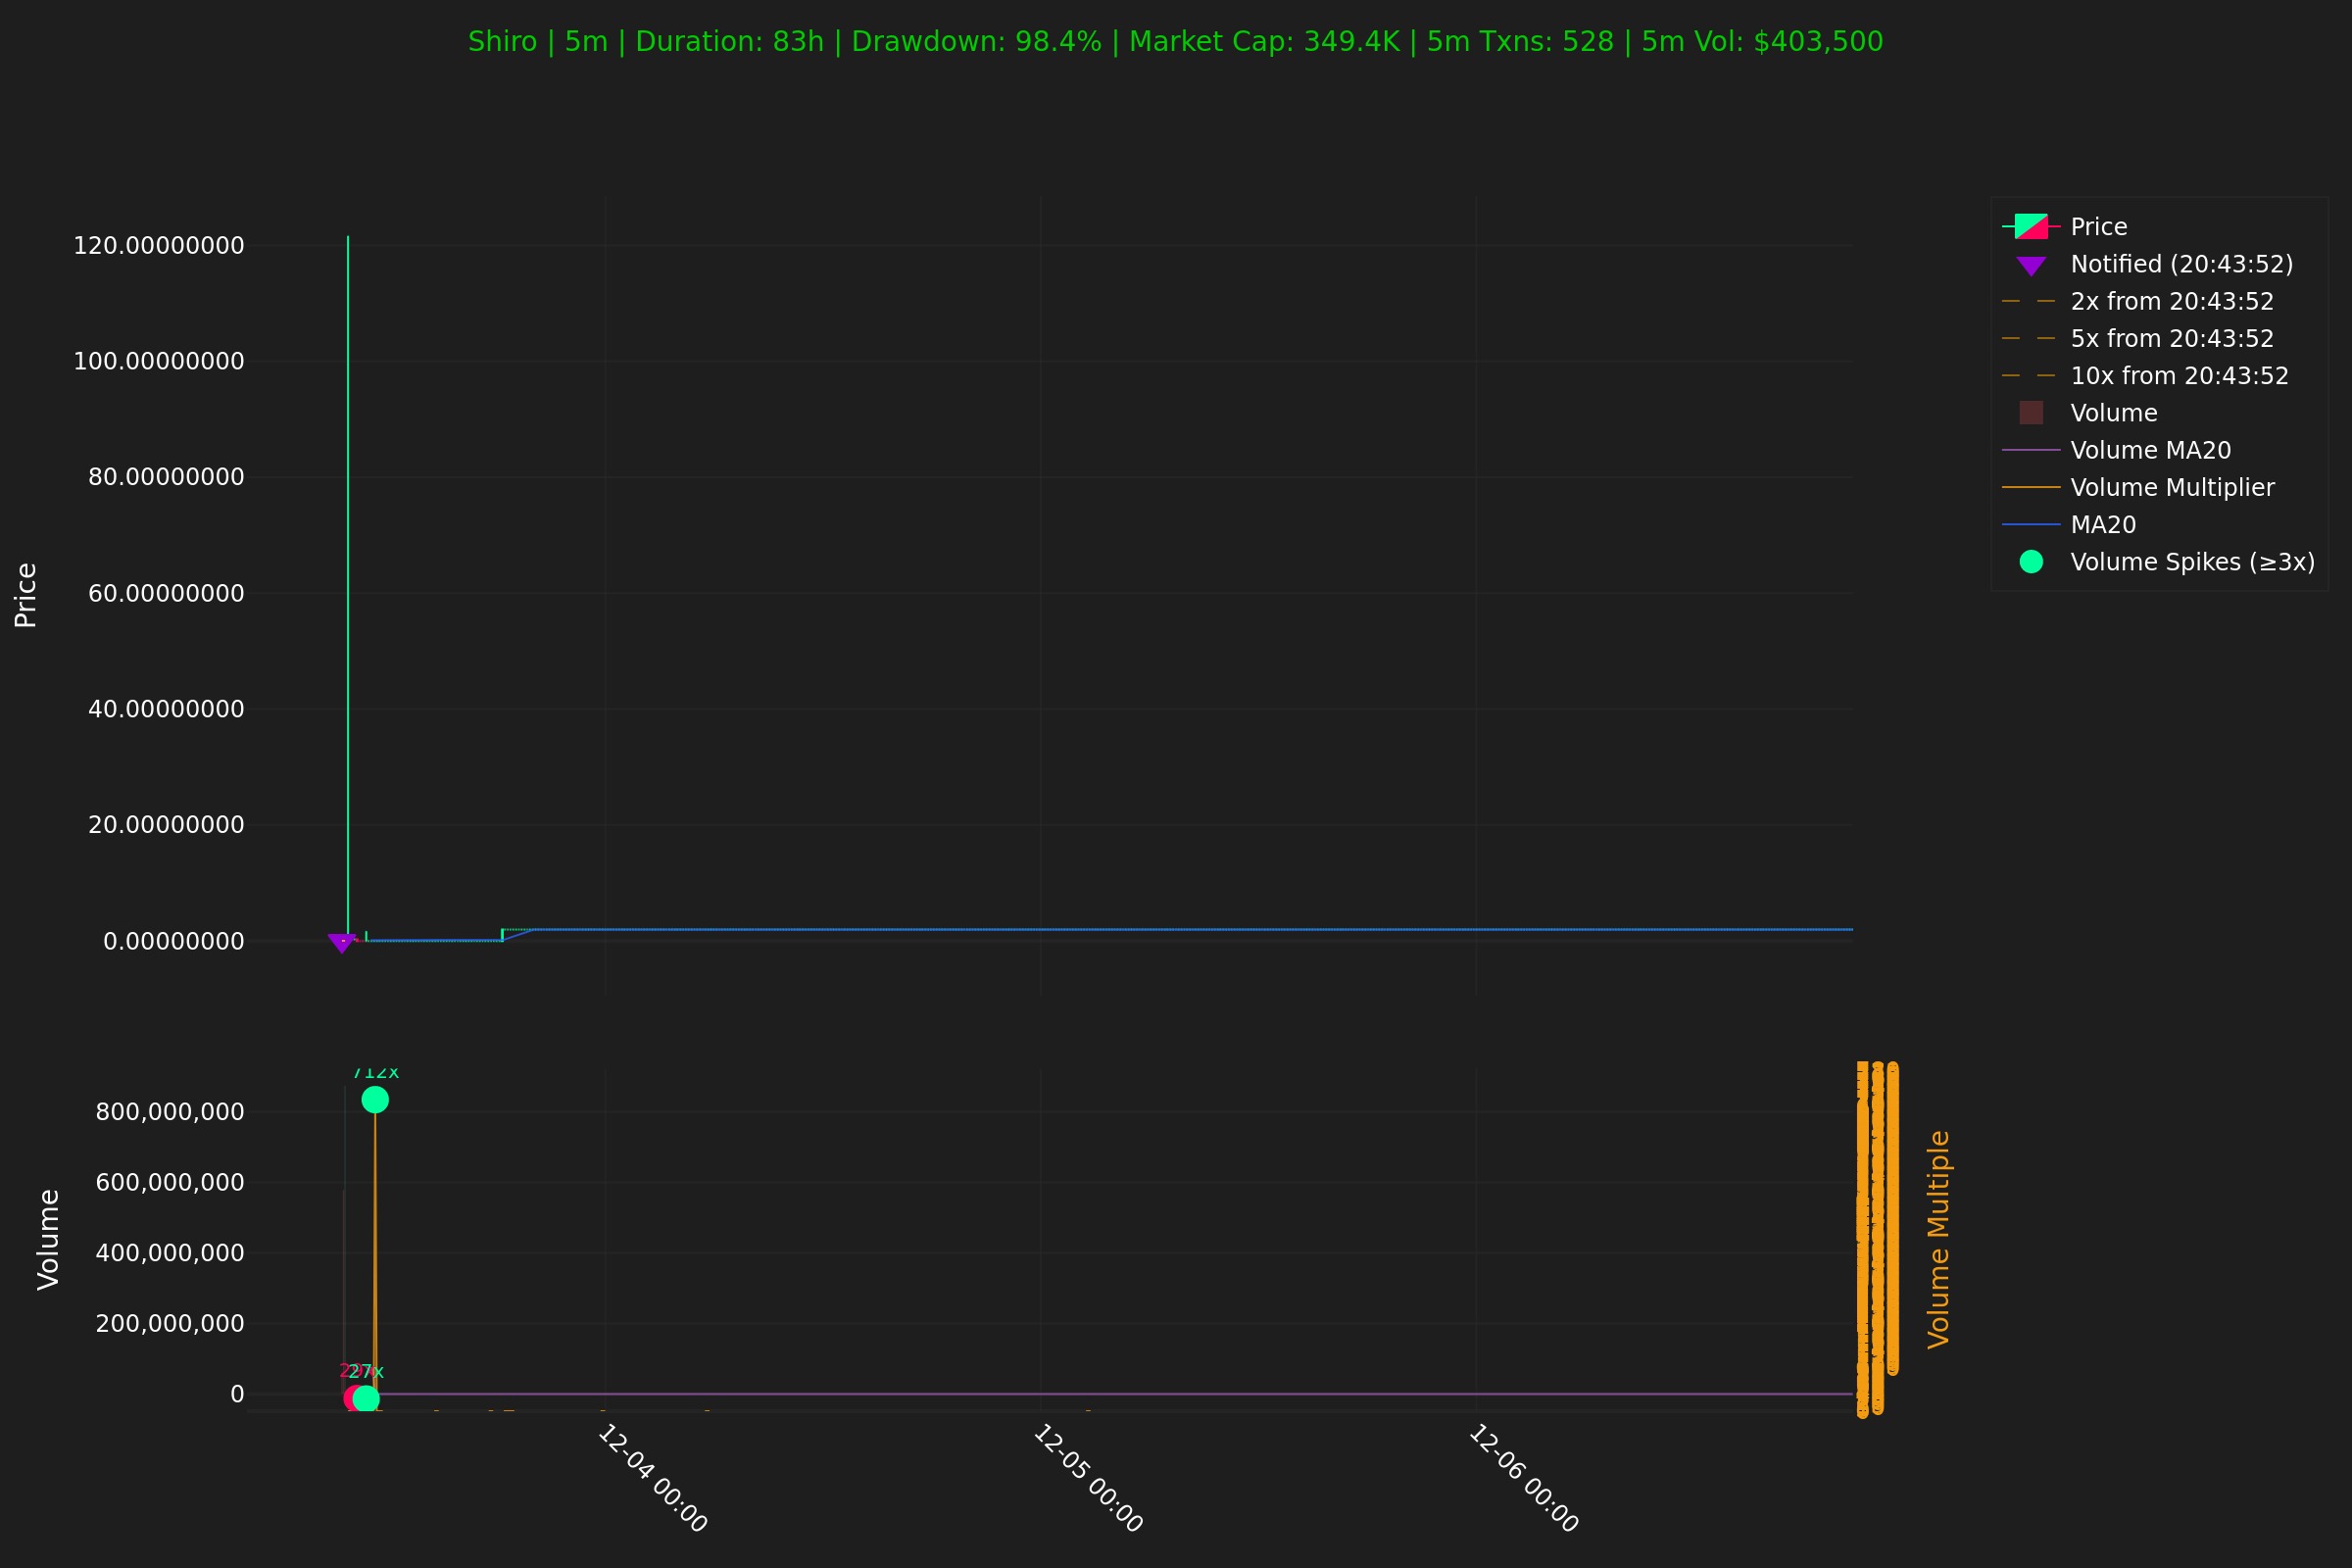 Shiro | 5m | Duration: 83h | Drawdown: 98.4% | Market Cap: 349.4K | 5m Txns: 528 | 5m Vol: $403,500
120.00000000
100.00000000
80.00000000
60.00000000
40.00000000
20.00000000
0.00000000
Price
Price
Notified (20:43:52)
2x from 20:43:52
5x from 20:43:52
10x from 20:43:52
Volume
Volume MA20
Volume Multiplier
MA20
Volume Spikes (≥3x)
712x
27x
800,000,000
600,000,000
400,000,000
200,000,000
0
Volume
Volume Multiple
12-04 00:00
12-05 00:00
12-06 00:00